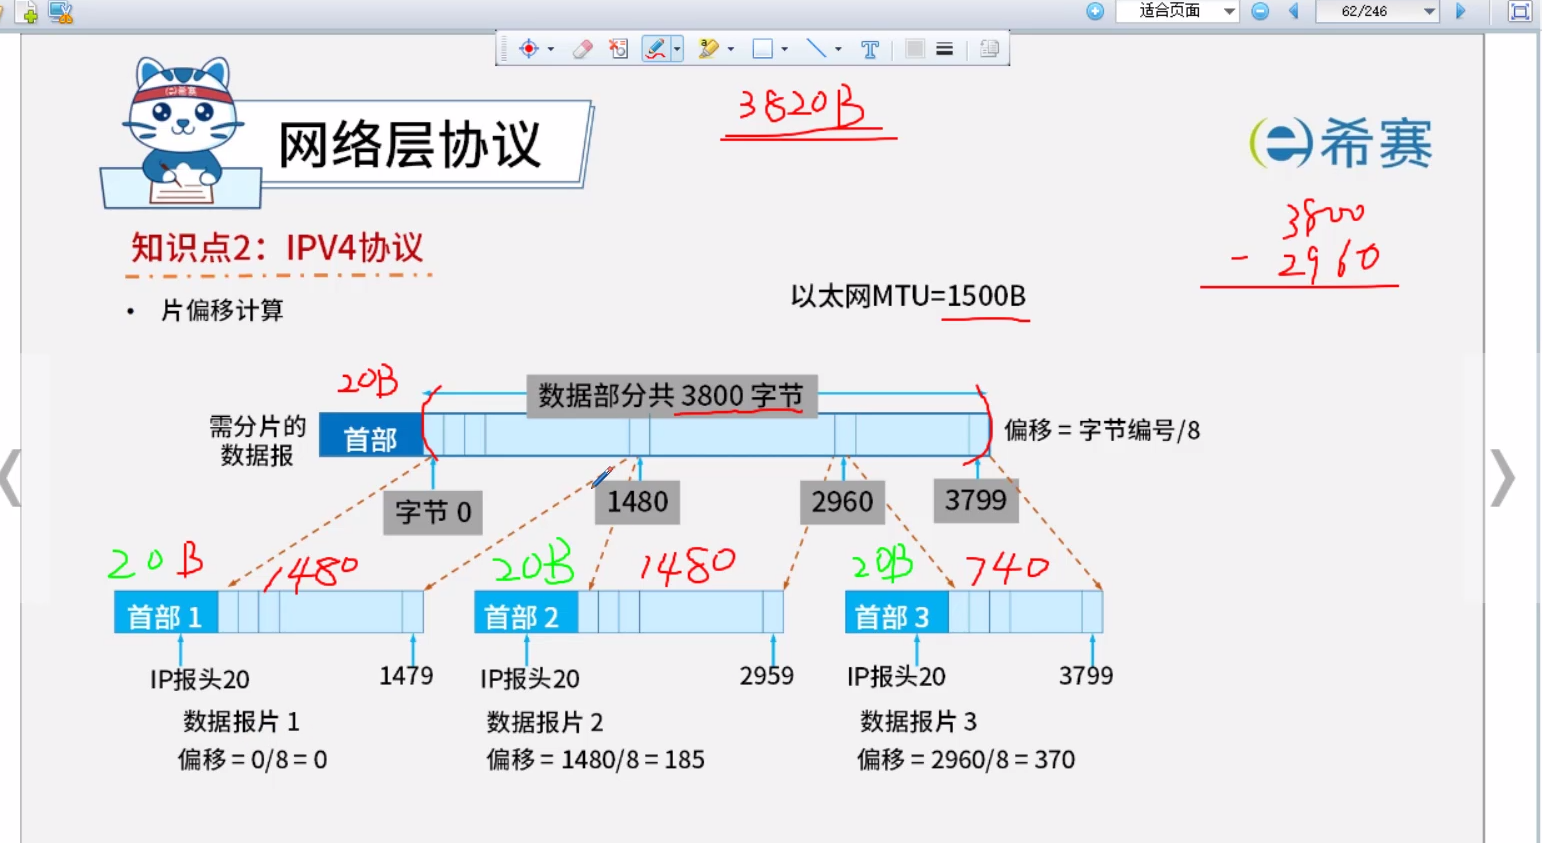 适合页面
62/246
3820B
网络层协议
e希赛
希赛
3800
- 2960
知识点2：IPV4协议
• 片偏移计算
以太网MTU=1500B
20B
数据部分共 3800 字节
需分片的
数据报
首部
偏移 = 字节编号/8
字节 0
1480
2960
3799
20B
1480
20B
1480
20B
740
首部 1
首部 2
首部 3
IP报头20
1479
IP报头20
2959
IP报头20
3799
数据报片 1
数据报片 2
数据报片 3
偏移 = 0/8 = 0
偏移 = 1480/8 = 185
偏移 = 2960/8 = 370